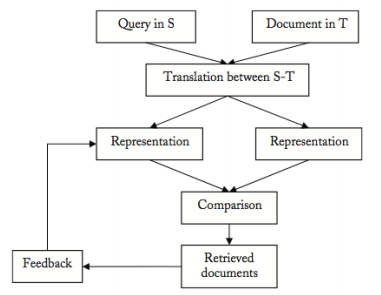 Query in S
Document in T
Translation between S-T
Representation
Representation
Comparison
Feedback
Retrieved
documents